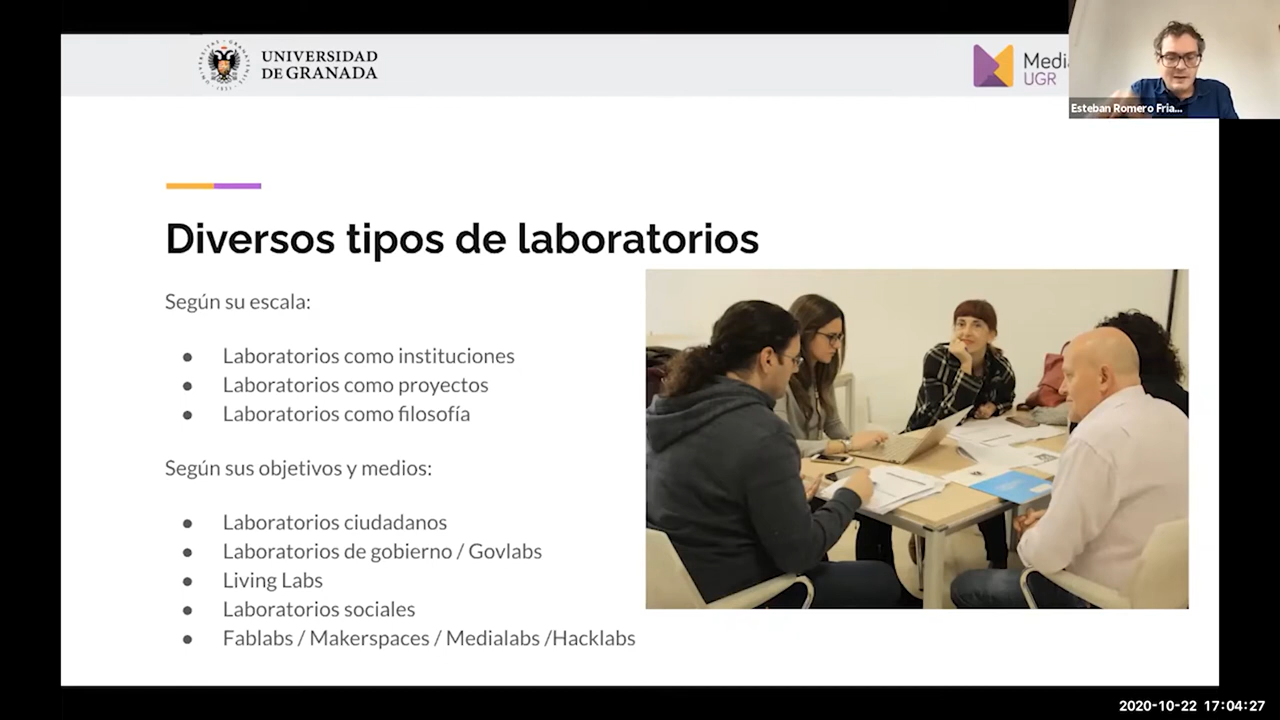 UNIVERSIDAD
DE GRANADA
UGR
Esteban Romero Fria...
Diversos tipos de laboratorios
Según su escala:
● Laboratorios como instituciones
● Laboratorios como proyectos
● Laboratorios como filosofía
Según sus objetivos y medios:
● Laboratorios ciudadanos
● Laboratorios de gobierno / Govlabs
● Living Labs
● Laboratorios sociales
● Fablabs / Makerspaces / Medialabs /Hacklabs
2020-10-22 17:04:27